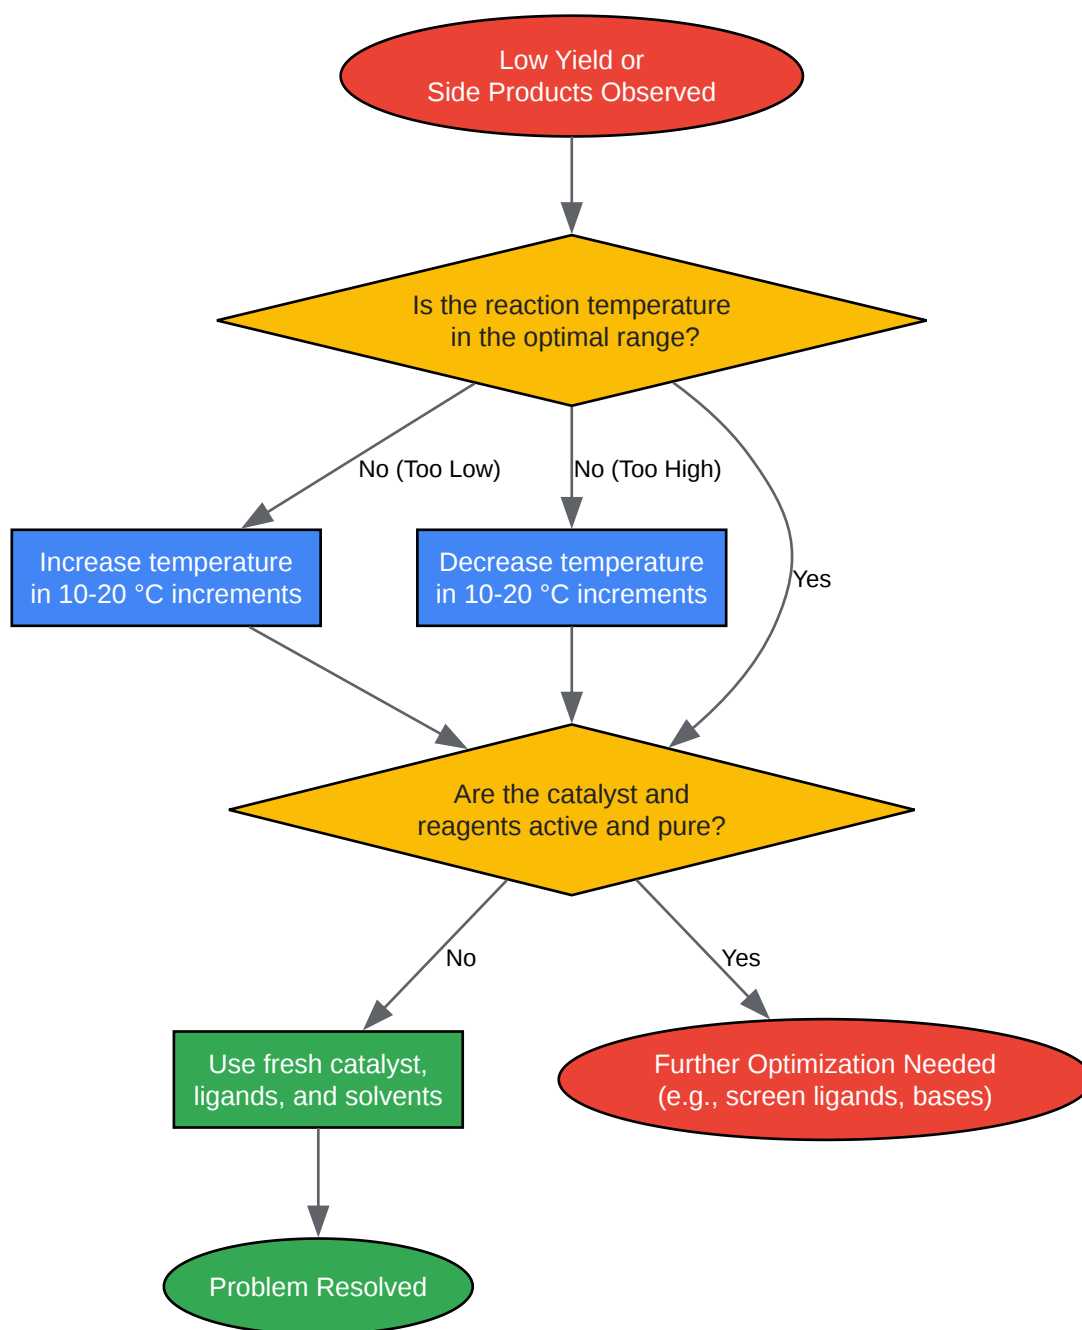 Low Yield or
Side Products Observed
Is the reaction temperature
in the optimal range?
No (Too Low)
No (Too High)
Increase temperature
in 10-20 °C increments
Decrease temperature
in 10-20 °C increments
Yes
Are the catalyst and
reagents active and pure?
No
Yes
Use fresh catalyst,
ligands, and solvents
Further Optimization Needed
(e.g., screen ligands, bases)
Problem Resolved